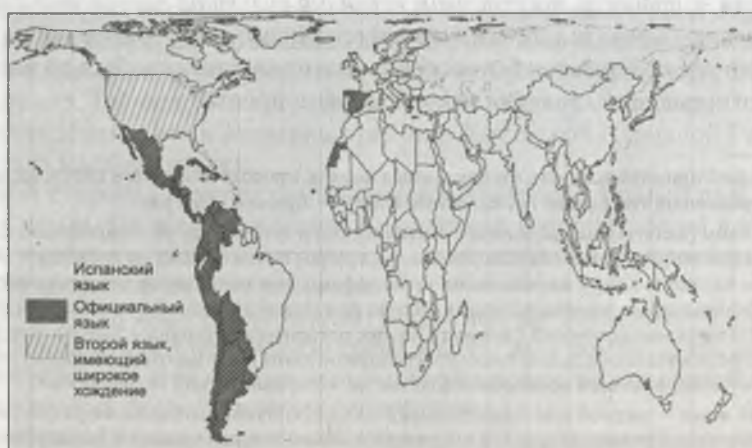 Испанский
язык
Официальный
язык
Второй язык,
имеющий
широкое
хождение